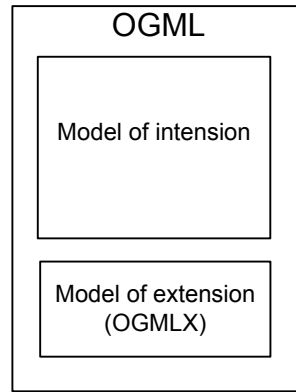 OGML
Model of intension
Model of extension
(OGMLX)